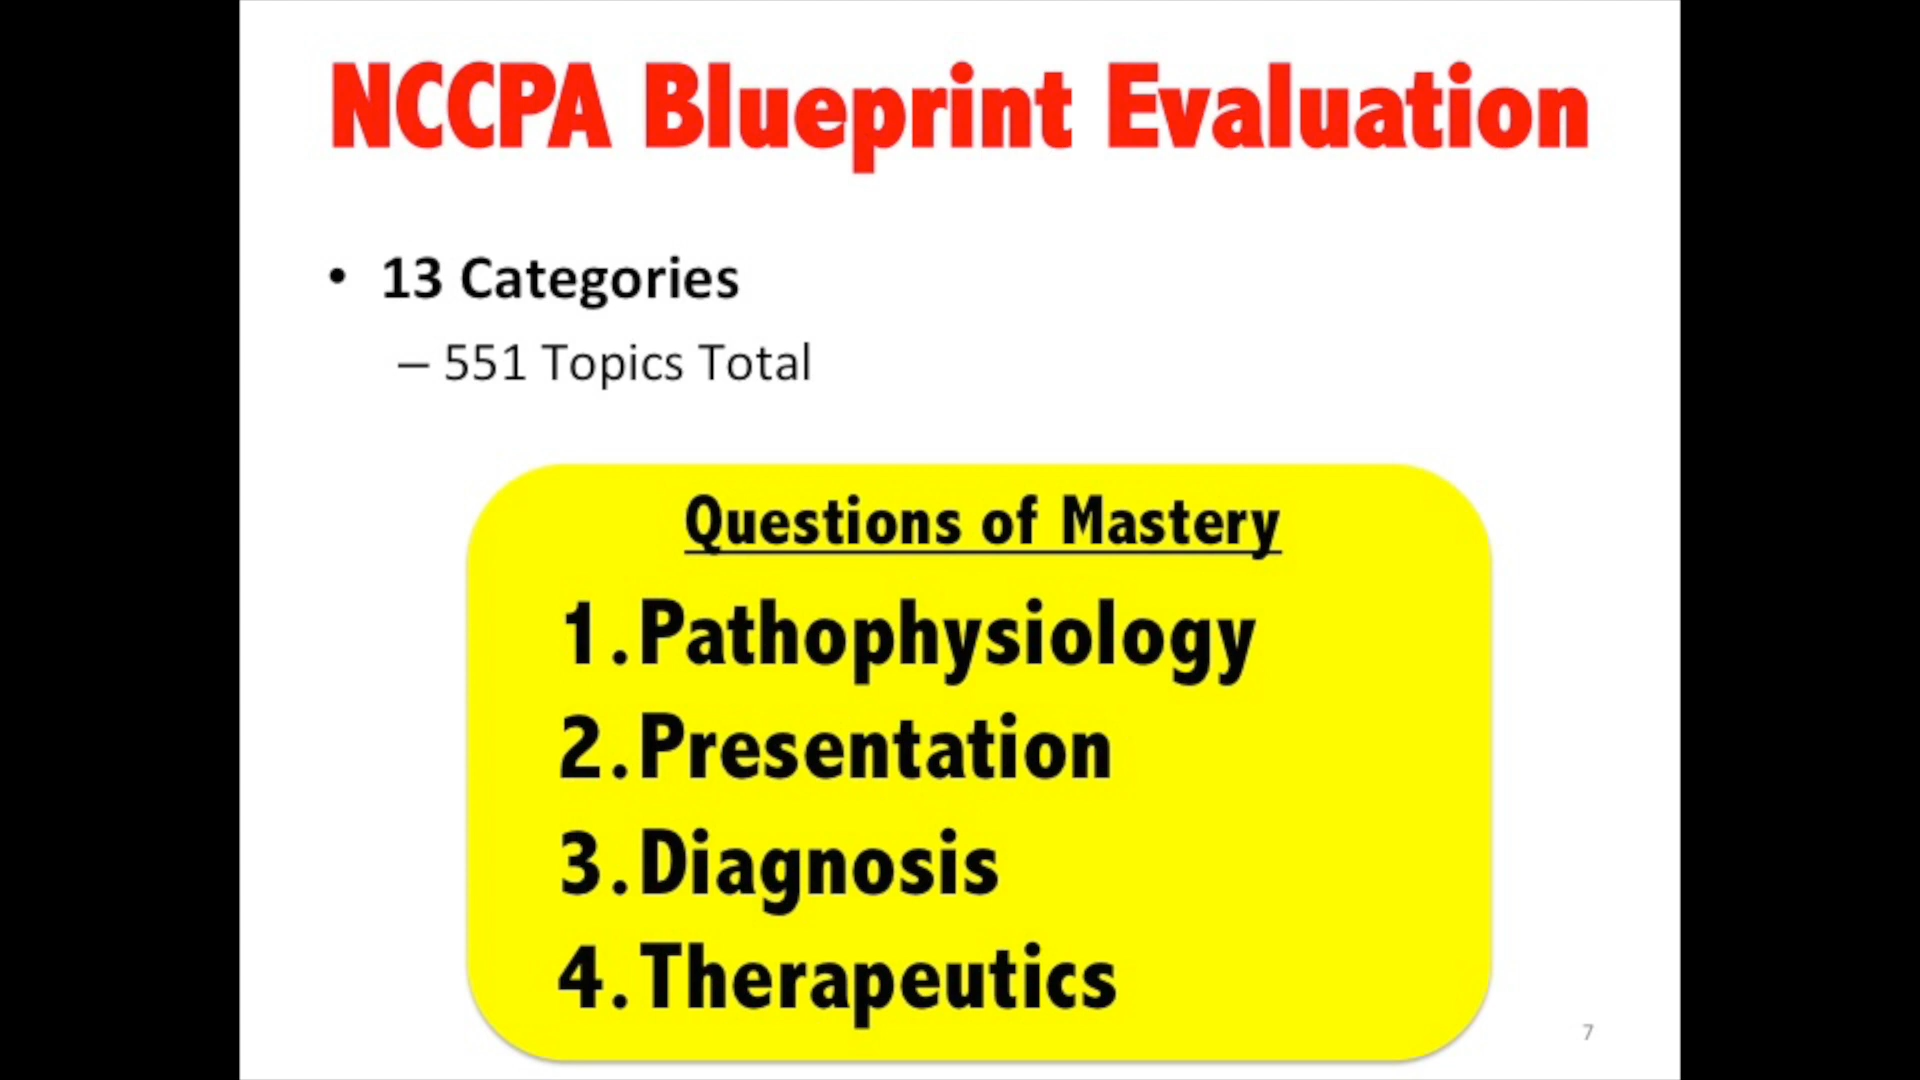 NCCPA Blueprint Evaluation
• 13 Categories
– 551 Topics Total
Questions of Mastery
1. Pathophysiology
2. Presentation
3. Diagnosis
4. Therapeutics
7